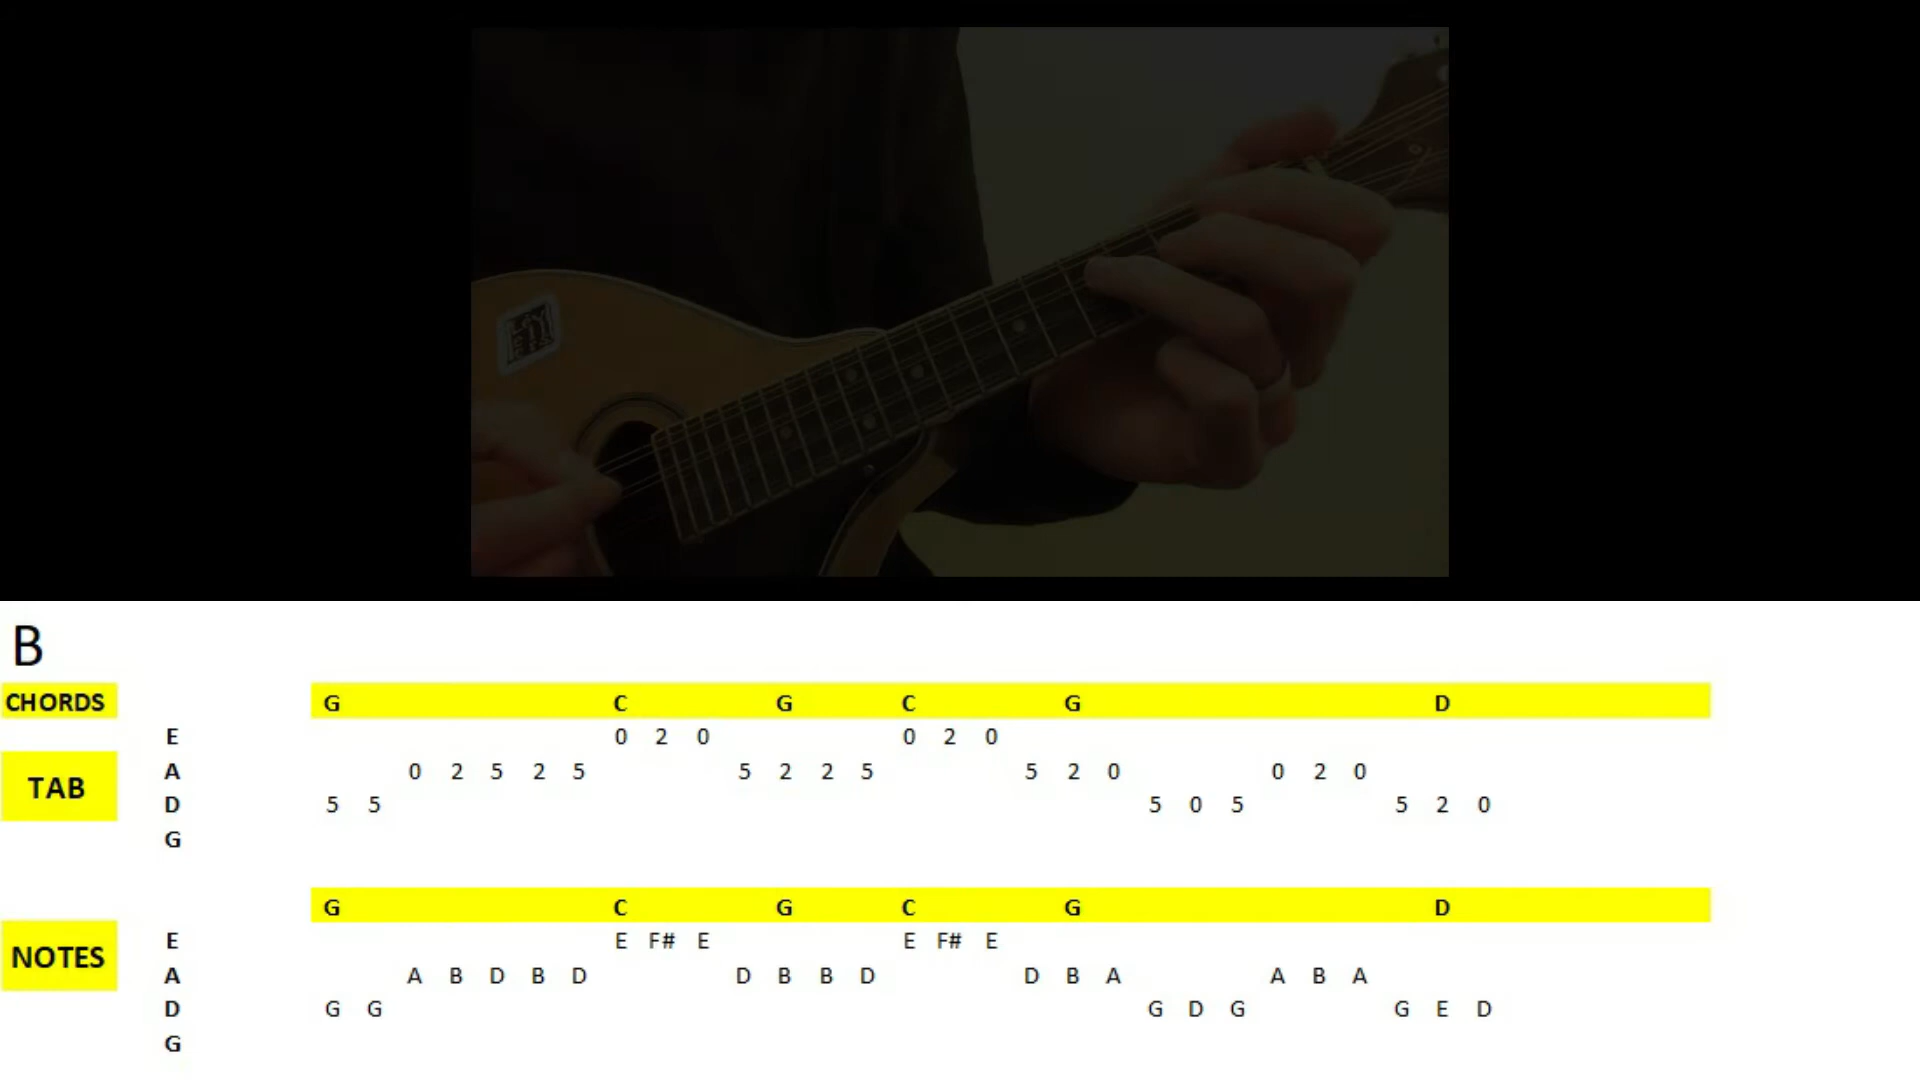 B
CHORDS G C G C G D
E 0 2 0 0 2 0
TAB
A 0 2 5 2 5 5 2 2 5 5 2 0 0 2 0
D 5 5 5 0 5 5 2 0
G
G C G C G D
NOTES
E E F# E E F# E
A A B D B D D B B D D B A A B A
D G G G D G G E D
G